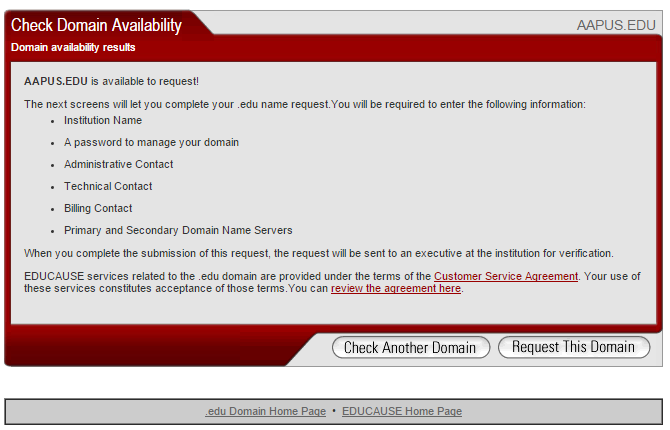 Check Domain Availability
AAPUS.EDU
Domain availability results
AAPUS.EDU is available to request!
The next screens will let you complete your .edu name request.You will be required to enter the following information:
• Institution Name
• A password to manage your domain
• Administrative Contact
• Technical Contact
• Billing Contact
• Primary and Secondary Domain Name Servers
When you complete the submission of this request, the request will be sent to an executive at the institution for verification.
EDUCAUSE services related to the .edu domain are provided under the terms of the Customer Service Agreement. Your use of
these services constitutes acceptance of those terms.You can review the agreement here.
Check Another Domain
Request This Domain
.edu Domain Home Page • EDUCAUSE Home Page